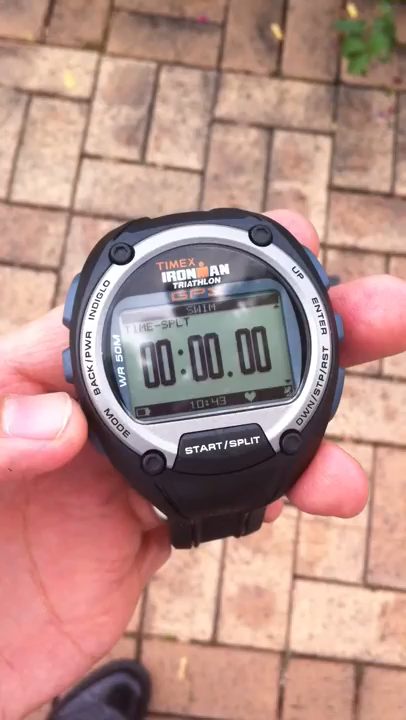 TIMEX
IRONMAN
TRIATHLON
GPS
INDIGLO
BACK/PWR
MODE
UP
ENTER
DWN/STP/RST
WR 50M
SWIM
TIME-SPLT
00:00.00
10:43
START/SPLIT